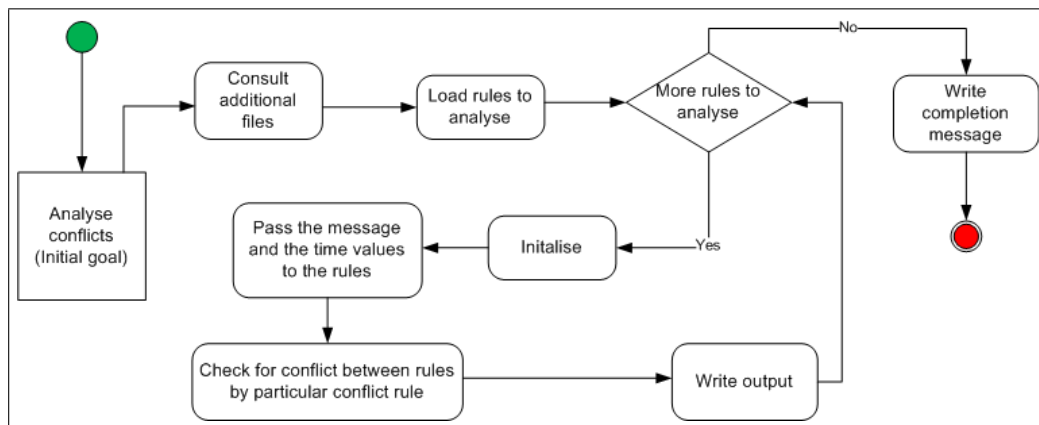 Analyse
conflicts
(Initial goal)
Consult
additional
files
Load rules to
analyse
More rules to
analyse
No
Write
completion
message
Yes
Initalise
Pass the message
and the time values
to the rules
Check for conflict between rules
by particular conflict rule
Write output